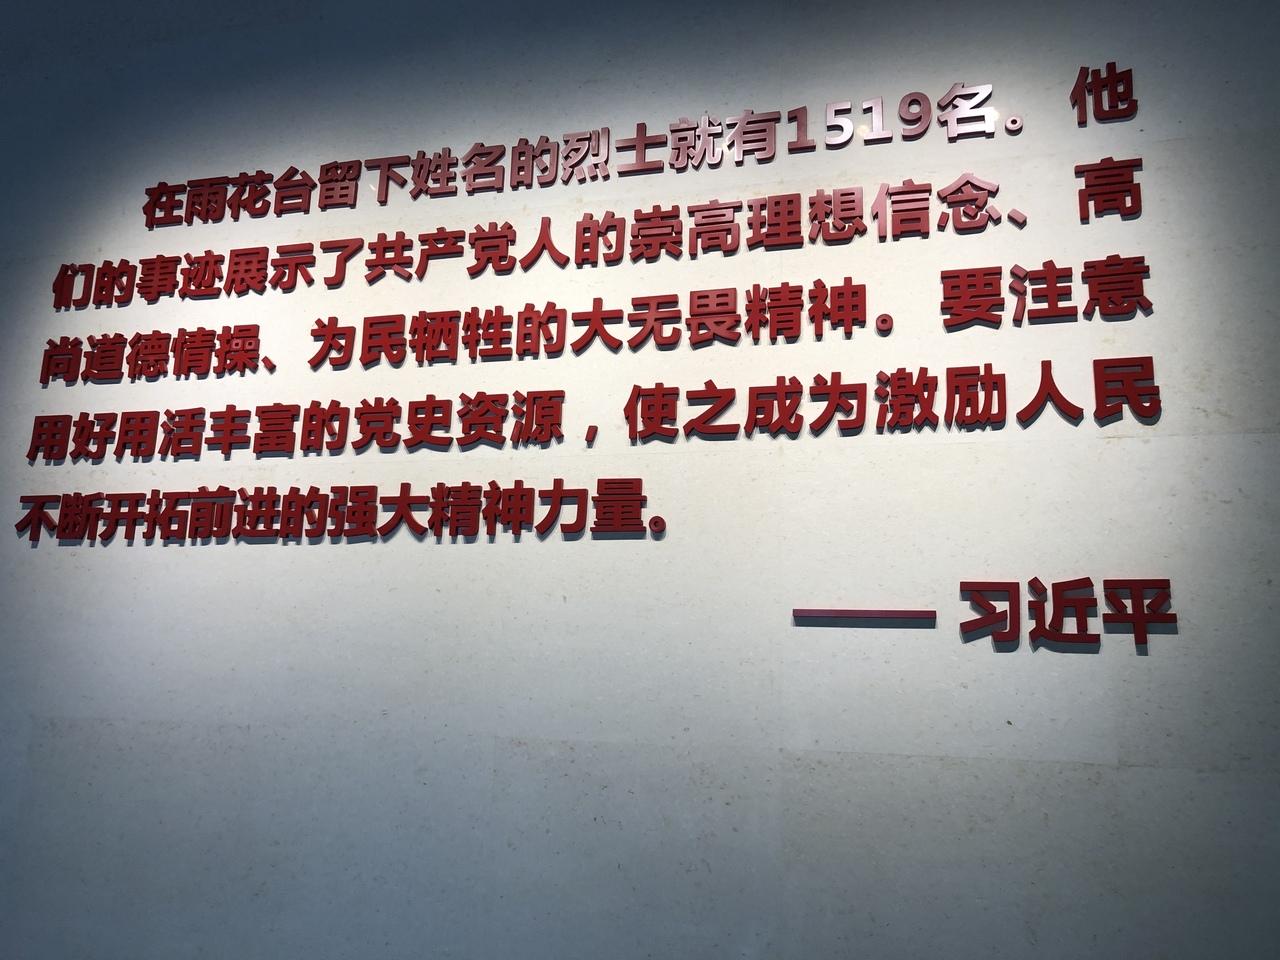 在雨花台留下姓名的烈士就有1519名。他
们的事迹展示了共产党人的崇高理想信念、高
尚道德情操、为民牺牲的大无畏精神。要注意
用好用活丰富的党史资源，使之成为激励人民
不断开拓前进的强大精神力量。
—— 习近平